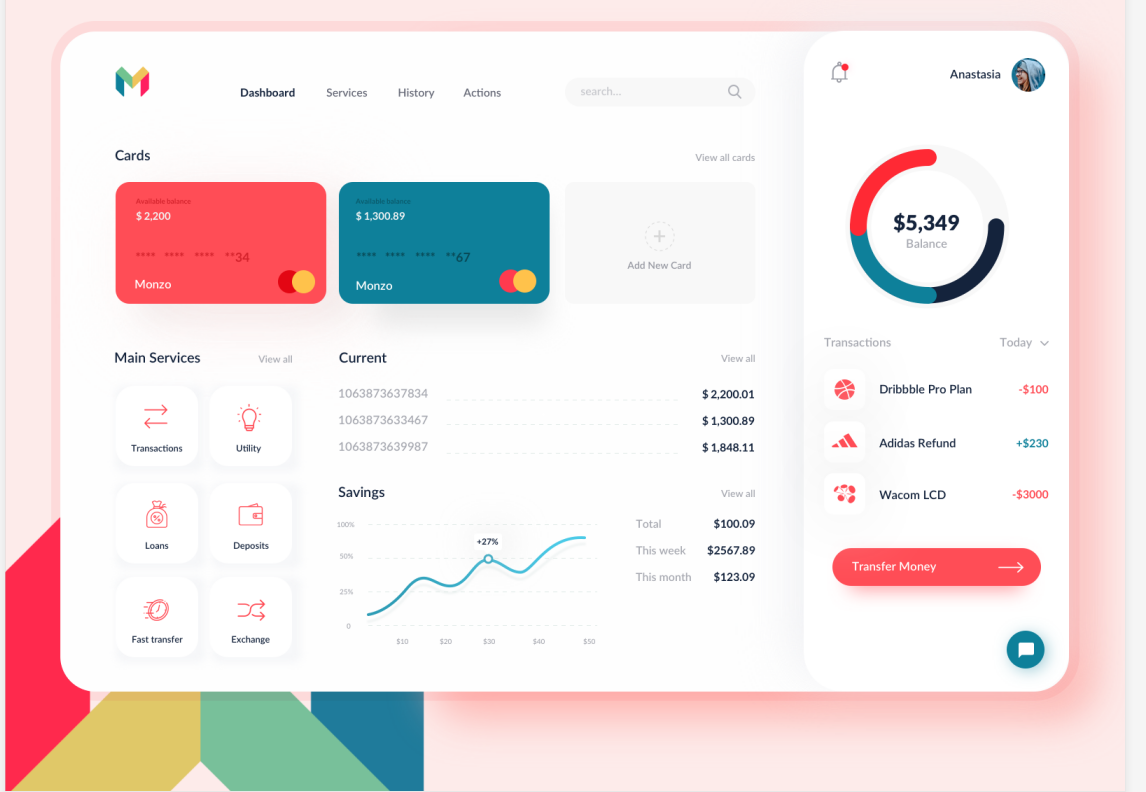 Dashboard
Services
History
Actions
search...
Anastasia
Cards
View all cards
Available balance
$ 2,200
**** **** **** **34
Monzo
Available balance
$ 1,300.89
**** **** **** **67
Monzo
Add New Card
$5,349
Balance
Main Services
View all
Transactions
Utility
Loans
Deposits
Fast transfer
Exchange
Current
View all
1063873637834 $ 2,200.01
1063873633467 $ 1,300.89
1063873639987 $ 1,848.11
Savings
View all
100%
50%
25%
0
+27%
$10 $20 $30 $40 $50
Total $100.09
This week $2567.89
This month $123.09
Transactions
Today
Dribbble Pro Plan -$100
Adidas Refund +$230
Wacom LCD -$3000
Transfer Money